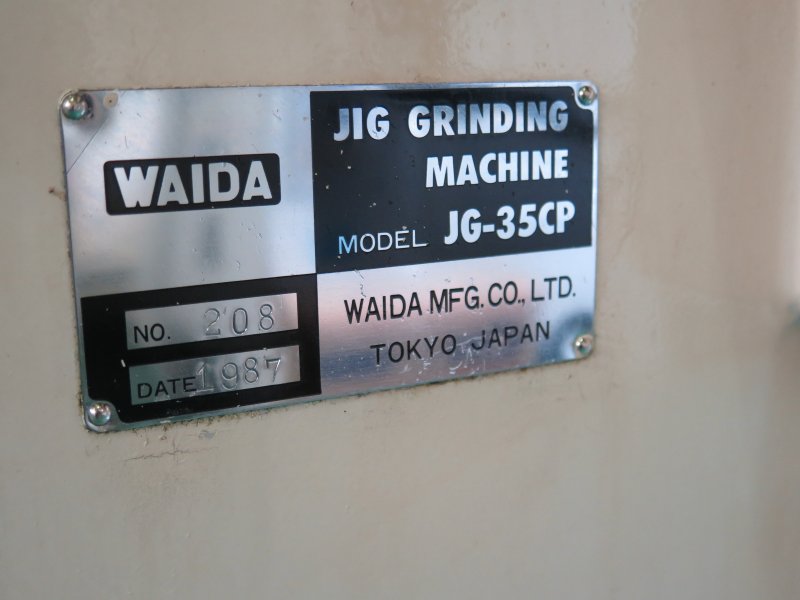 WAIDA
JIG GRINDING
MACHINE
MODEL JG-35CP
NO. 208
DATE 1987
WAIDA MFG. CO., LTD.
TOKYO JAPAN